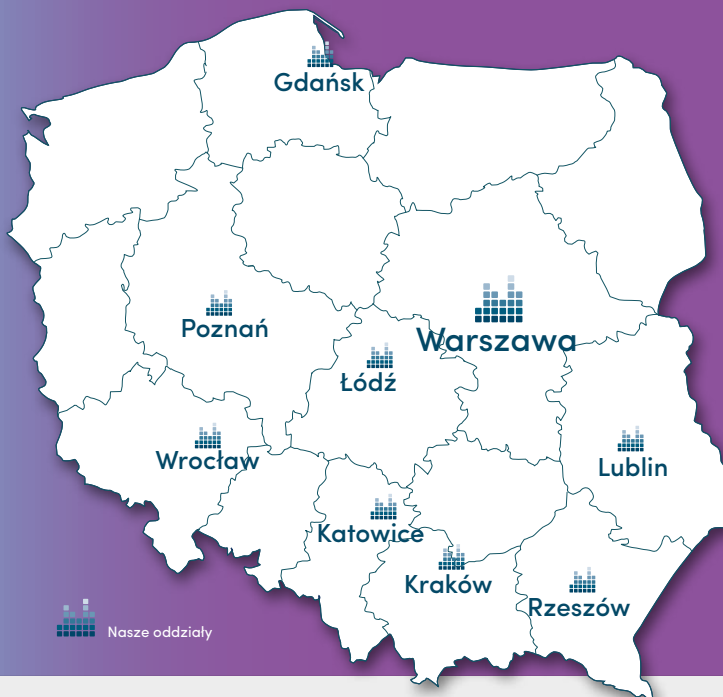 Gdańsk
Poznań
Warszawa
Łódź
Wrocław
Lublin
Katowice
Kraków
Rzeszów
Nasze oddziały